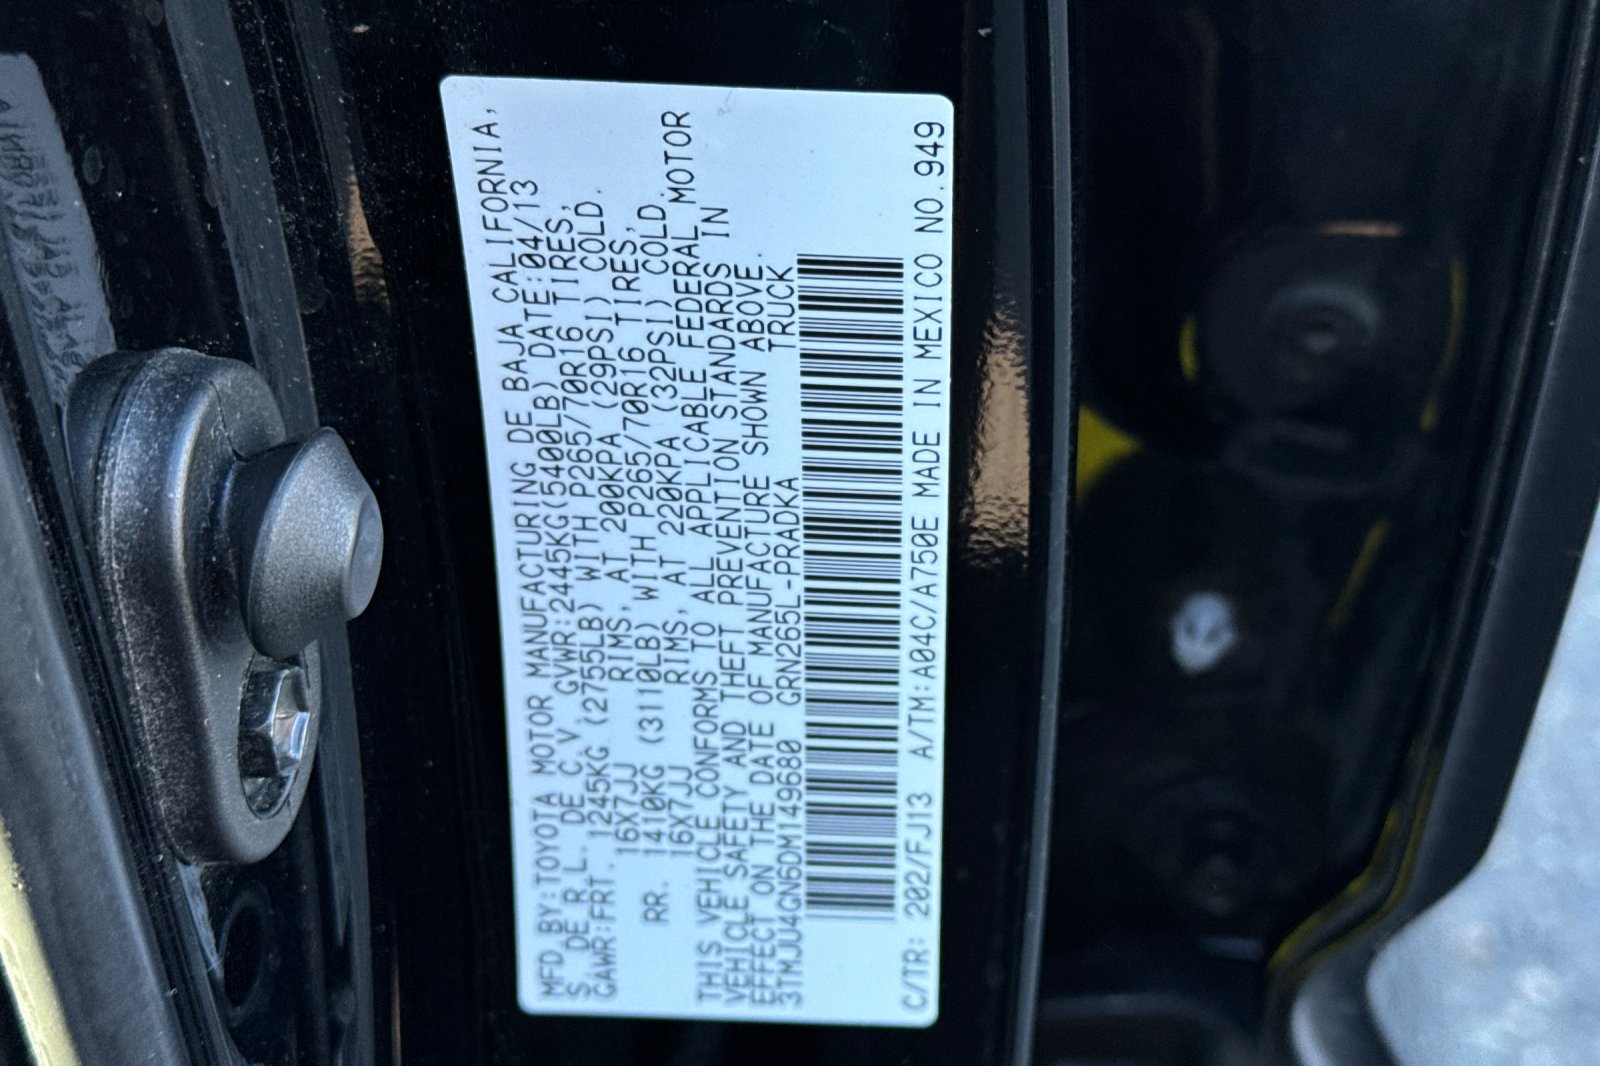 MFD.BY:TOYOTA MOTOR MANUFACTURING DE BAJA CALIFORNIA,
S. DE R.L. DE C.V. GVWR:2445KG(5400LB) DATE:04/13
GAWR:FRT. 1245KG (2755LB) WITH P265/70R16 TIRES,
16X7JJ RIMS, AT 200KPA (29PSI) COLD.
RR. 1410KG (3110LB) WITH P265/70R16 TIRES,
16X7JJ RIMS, AT 220KPA (32PSI) COLD.
THIS VEHICLE CONFORMS TO ALL APPLICABLE FEDERAL MOTOR
VEHICLE SAFETY AND THEFT PREVENTION STANDARDS IN
EFFECT ON THE DATE OF MANUFACTURE SHOWN ABOVE
3TMJU4GN6DM149680 GRN265L-PRADKA TRUCK
C/TR: 202/FJ13 A/TM:A04C/A750E MADE IN MEXICO NO.949